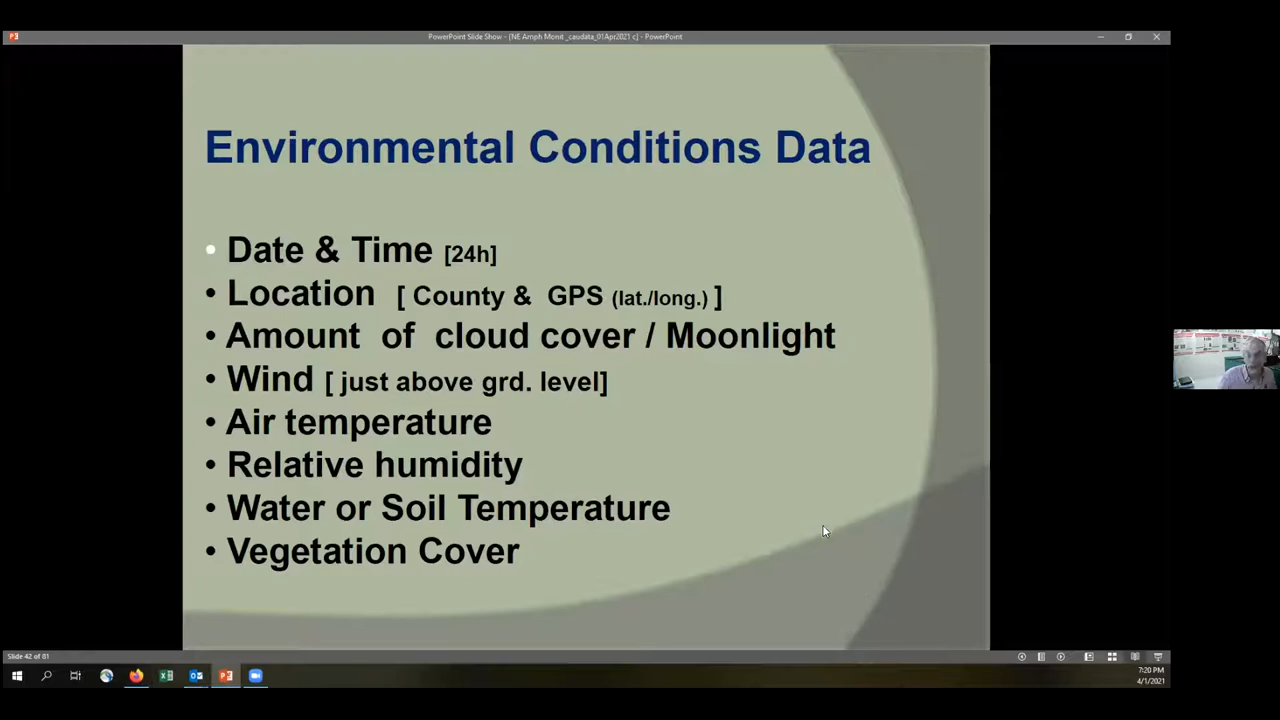 PowerPoint Slide Show - [NE Amph Monit _caudata_01Apr2021 c] - PowerPoint
Environmental Conditions Data
• Date & Time [24h]
• Location [ County & GPS (lat./long.) ]
• Amount of cloud cover / Moonlight
• Wind [ just above grd. level]
• Air temperature
• Relative humidity
• Water or Soil Temperature
• Vegetation Cover
Slide 42 of 81
7:20 PM
4/1/2021